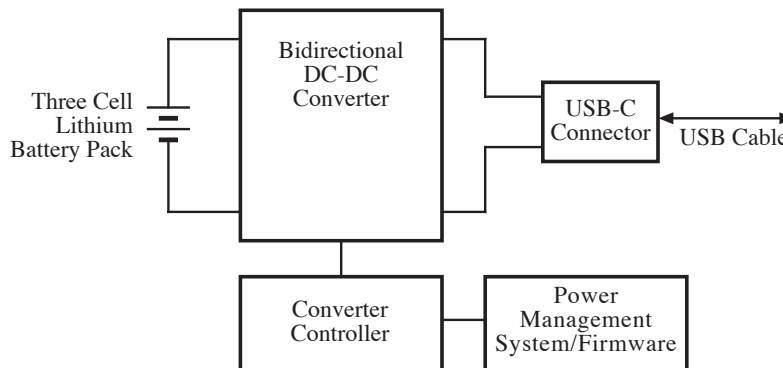 Bidirectional
DC-DC
Converter
Three Cell
Lithium
Battery Pack
USB-C
Connector
USB Cable
Converter
Controller
Power
Management
System/Firmware